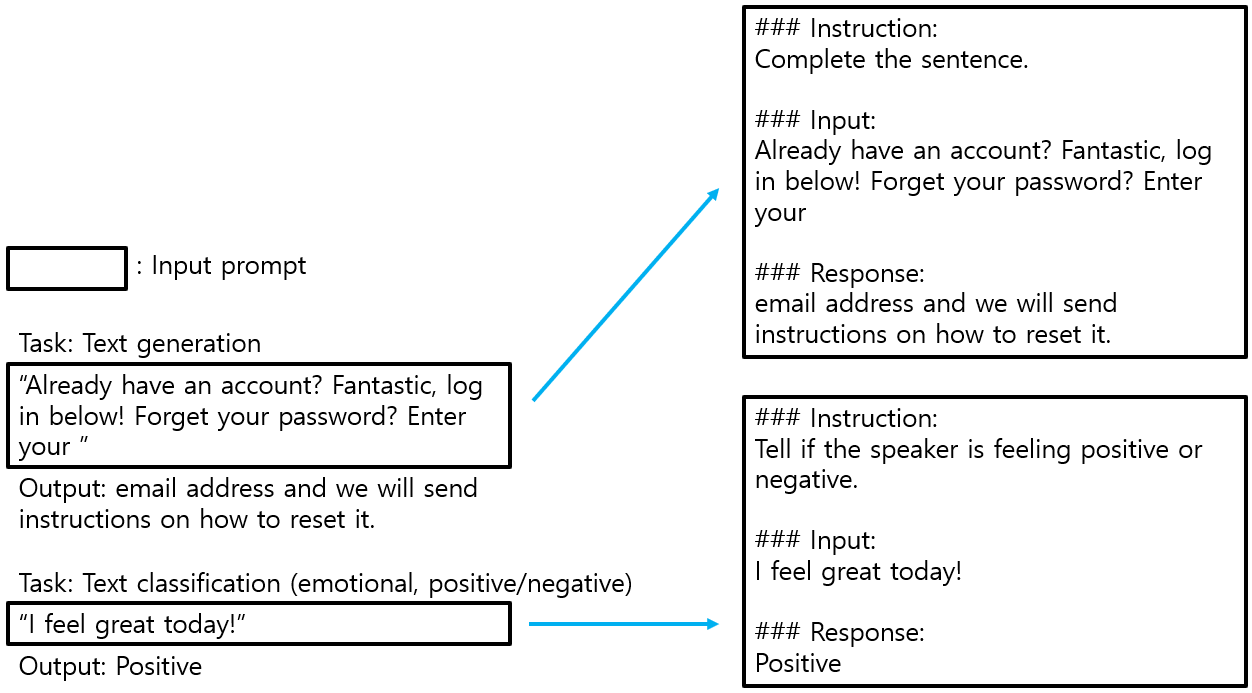 : Input prompt
Task: Text generation
“Already have an account? Fantastic, log
in below! Forget your password? Enter
your ”
Output: email address and we will send
instructions on how to reset it.
Task: Text classification (emotional, positive/negative)
“I feel great today!”
Output: Positive
### Instruction:
Complete the sentence.
### Input:
Already have an account? Fantastic, log
in below! Forget your password? Enter
your
### Response:
email address and we will send
instructions on how to reset it.
### Instruction:
Tell if the speaker is feeling positive or
negative.
### Input:
I feel great today!
### Response:
Positive